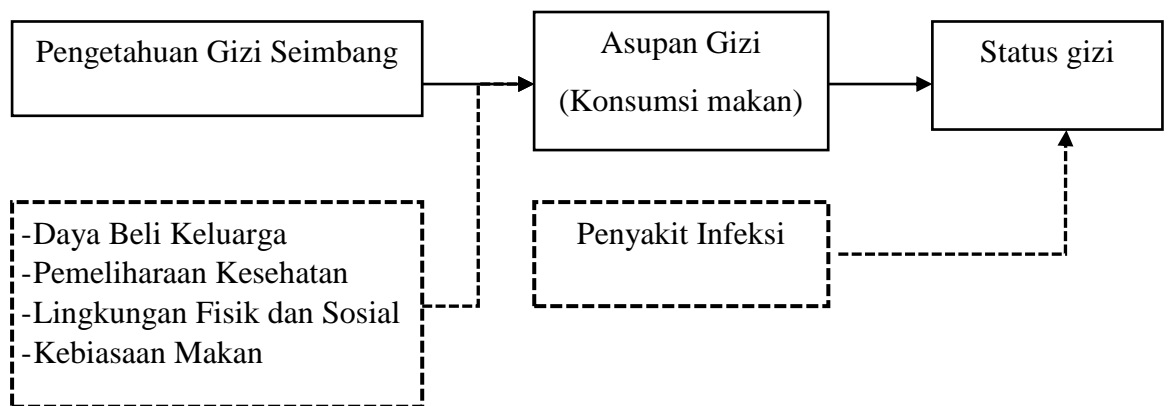 Pengetahuan Gizi Seimbang
Asupan Gizi
(Konsumsi makan)
Status gizi
-Daya Beli Keluarga
-Pemeliharaan Kesehatan
-Lingkungan Fisik dan Sosial
-Kebiasaan Makan
Penyakit Infeksi